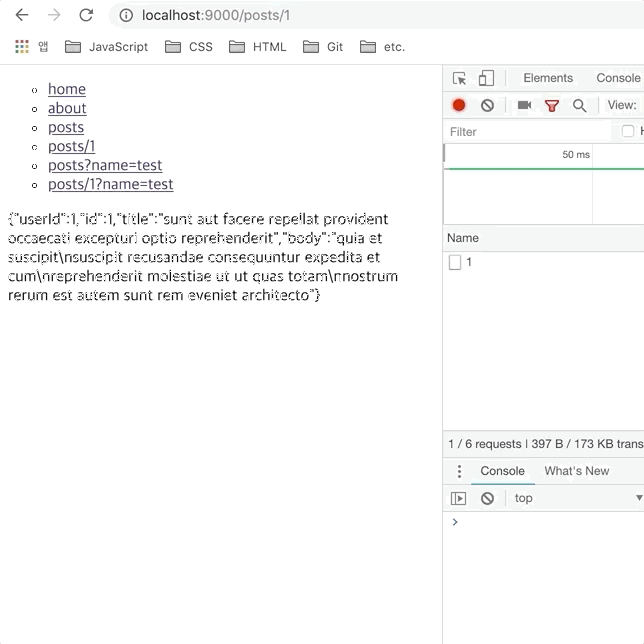 localhost:9000/posts/1
앱 JavaScript CSS HTML Git etc.
home
about
posts
posts/1
posts?name=test
posts/1?name=test
{"userId":1,"id":1,"title":"sunt aut facere repellat provident
occaecati excepturi optio reprehenderit","body":"quia et
suscipit\nsuscipit recusandae consequuntur expedita et
cum\nreprehenderit molestiae ut ut quas totam\nnostrum
rerum est autem sunt rem eveniet architecto"}
Elements Console
View:
Filter
50 ms
Name
1
1 / 6 requests | 397 B / 173 KB trans
Console What's New
top